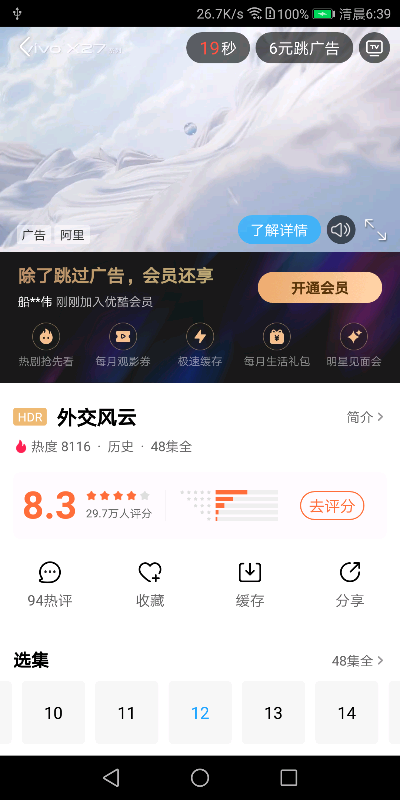 26.7K/s 100% 清晨6:39
vivo X27
19秒 6元跳广告 TV
广告 阿里 了解详情
除了跳过广告，会员还享
船**伟 刚刚加入优酷会员
开通会员
热剧抢先看 每月观影券 极速缓存 每月生活礼包 明星见面会
HDR 外交风云 简介
热度 8116 · 历史 · 48集全
8.3 29.7万人评分 去评分
94热评 收藏 缓存 分享
选集 48集全
10 11 12 13 14